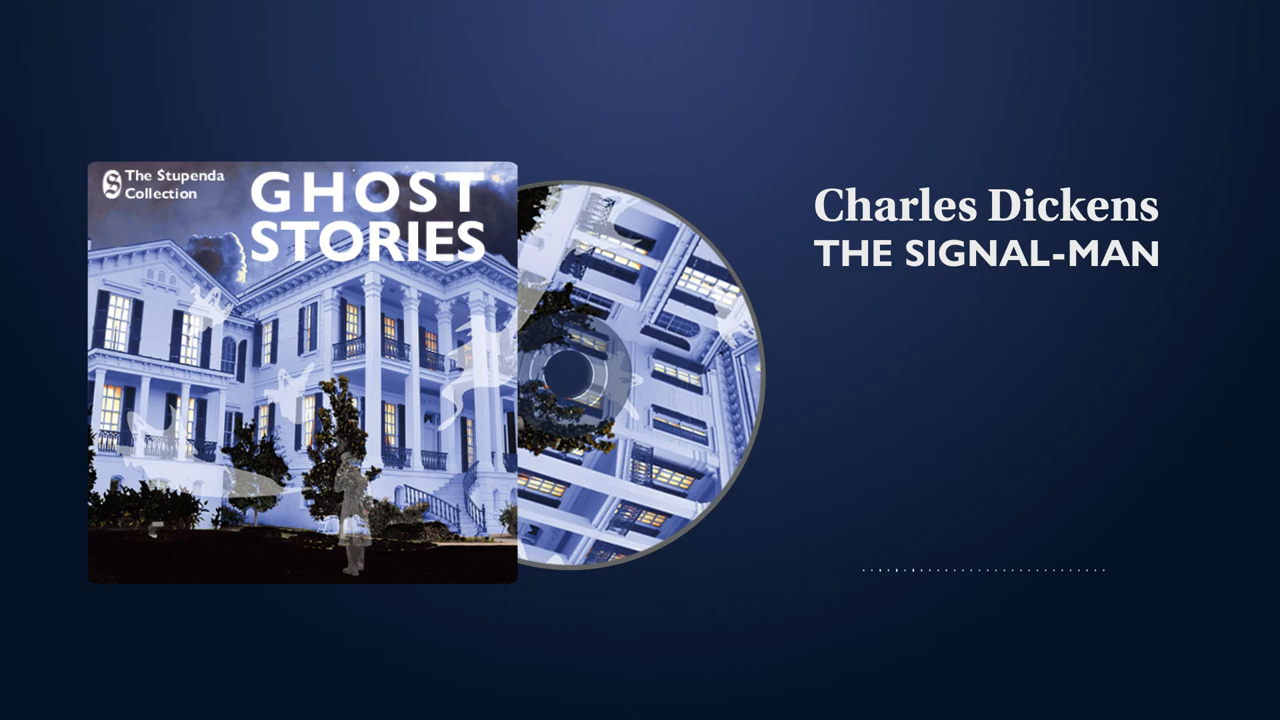 The Stupenda
Collection
GHOST
STORIES
Charles Dickens
THE SIGNAL-MAN